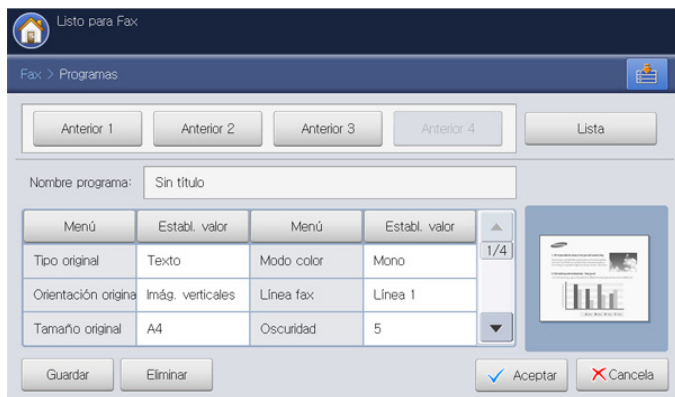 Listo para Fax
Fax > Programas
Anterior 1 Anterior 2 Anterior 3 Anterior 4 Lista
Nombre programa: Sin título
Menú Establ. valor Menú Establ. valor
Tipo original Texto Modo color Mono 1/4
Orientación origina Imág. verticales Línea fax Línea 1
Tamaño original A4 Oscuridad 5
Guardar Eliminar Aceptar Cancela